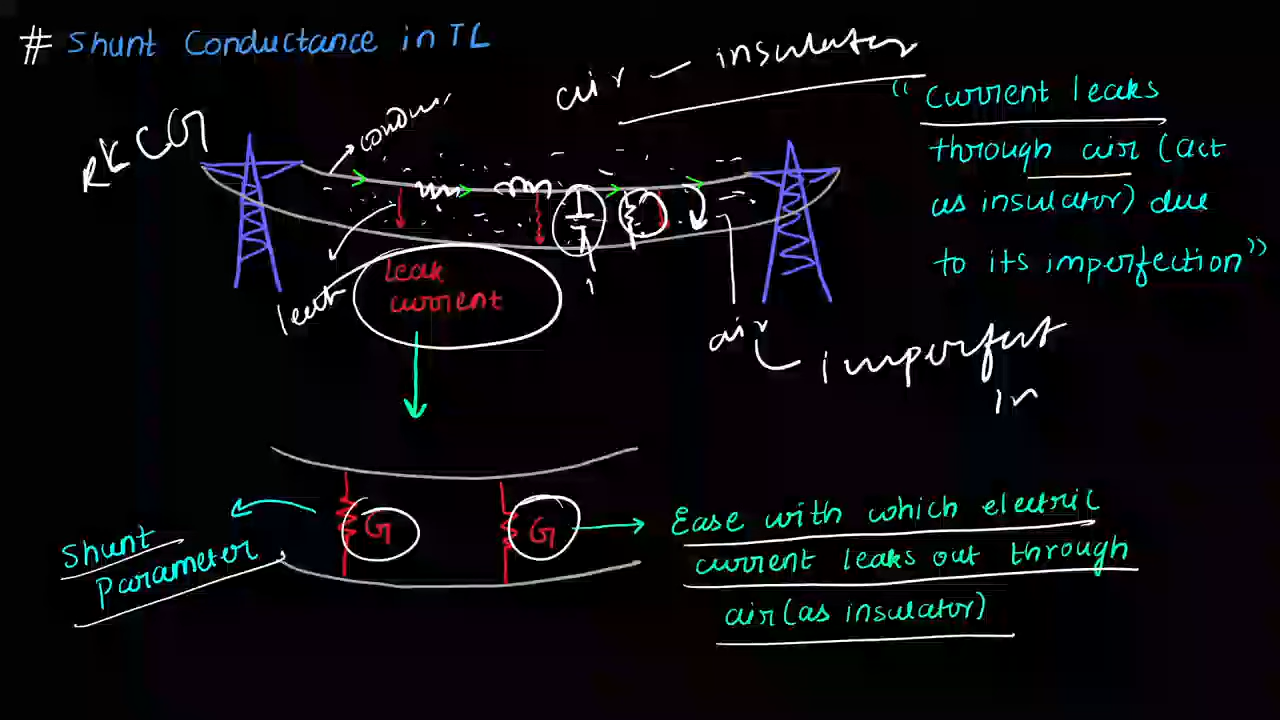 # Shunt Conductance in TL
air — insulator
"Current leaks
through air (act
as insulator) due
to its imperfection"
leak
current
air
imperfect
In
G
G
Shunt
Parameter
Ease with which electric
current leaks out through
air (as insulator)